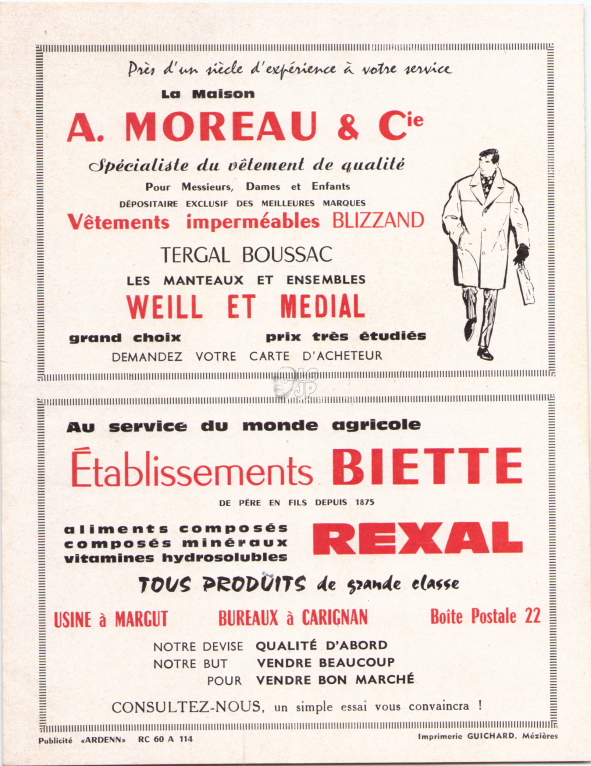 Près d'un siècle d'expérience à votre service
La Maison
A. MOREAU & Cie
Spécialiste du vêtement de qualité
Pour Messieurs, Dames et Enfants
DÉPOSITAIRE EXCLUSIF DES MEILLEURES MARQUES
Vêtements imperméables BLIZZAND
TERGAL BOUSSAC
LES MANTEAUX ET ENSEMBLES
WEILL ET MEDIAL
grand choix prix très étudiés
DEMANDEZ VOTRE CARTE D'ACHETEUR
Au service du monde agricole
Établissements BIETTE
DE PÉRE EN FILS DEPUIS 1875
aliments composés
composés minéraux
vitamines hydrosolubles
REXAL
TOUS PRODUITS de grande classe
USINE à MARGUT BUREAUX à CARIGNAN Boîte Postale 22
NOTRE DEVISE QUALITÉ D'ABORD
NOTRE BUT VENDRE BEAUCOUP
POUR VENDRE BON MARCHÉ
CONSULTEZ-NOUS, un simple essai vous convaincra !
Publicité «ARDENN» RC 60 A 114
Imprimerie GUICHARD, Mézières